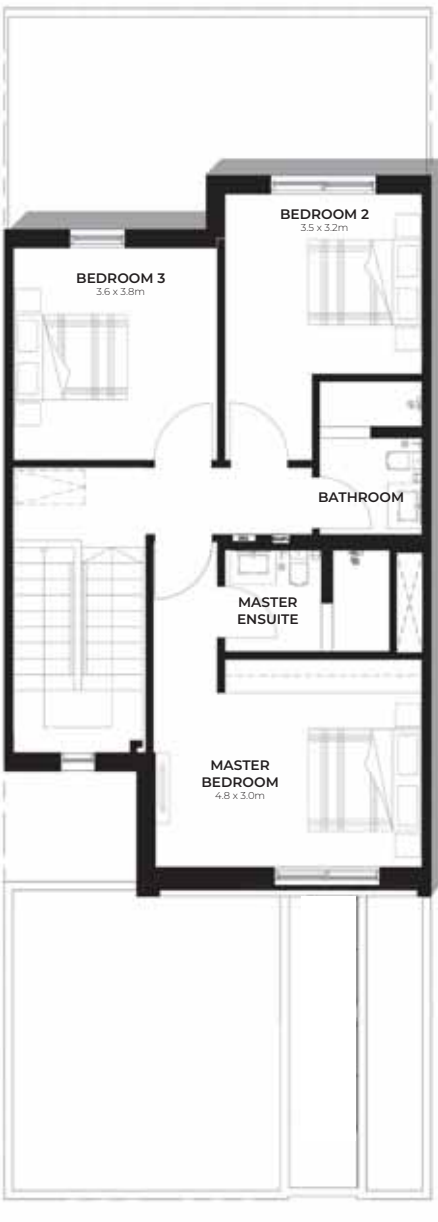 BEDROOM 2
3.5 x 3.2m
BEDROOM 3
3.6 x 3.8m
BATHROOM
MASTER
ENSUITE
MASTER
BEDROOM
4.8 x 3.0m